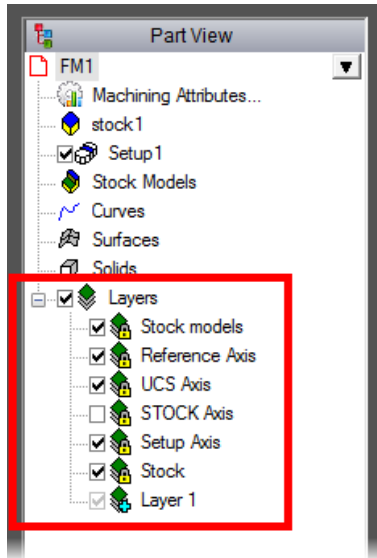 Part View
FM1
Machining Attributes...
stock1
Setup1
Stock Models
Curves
Surfaces
Solids
Layers
Stock models
Reference Axis
UCS Axis
STOCK Axis
Setup Axis
Stock
Layer 1